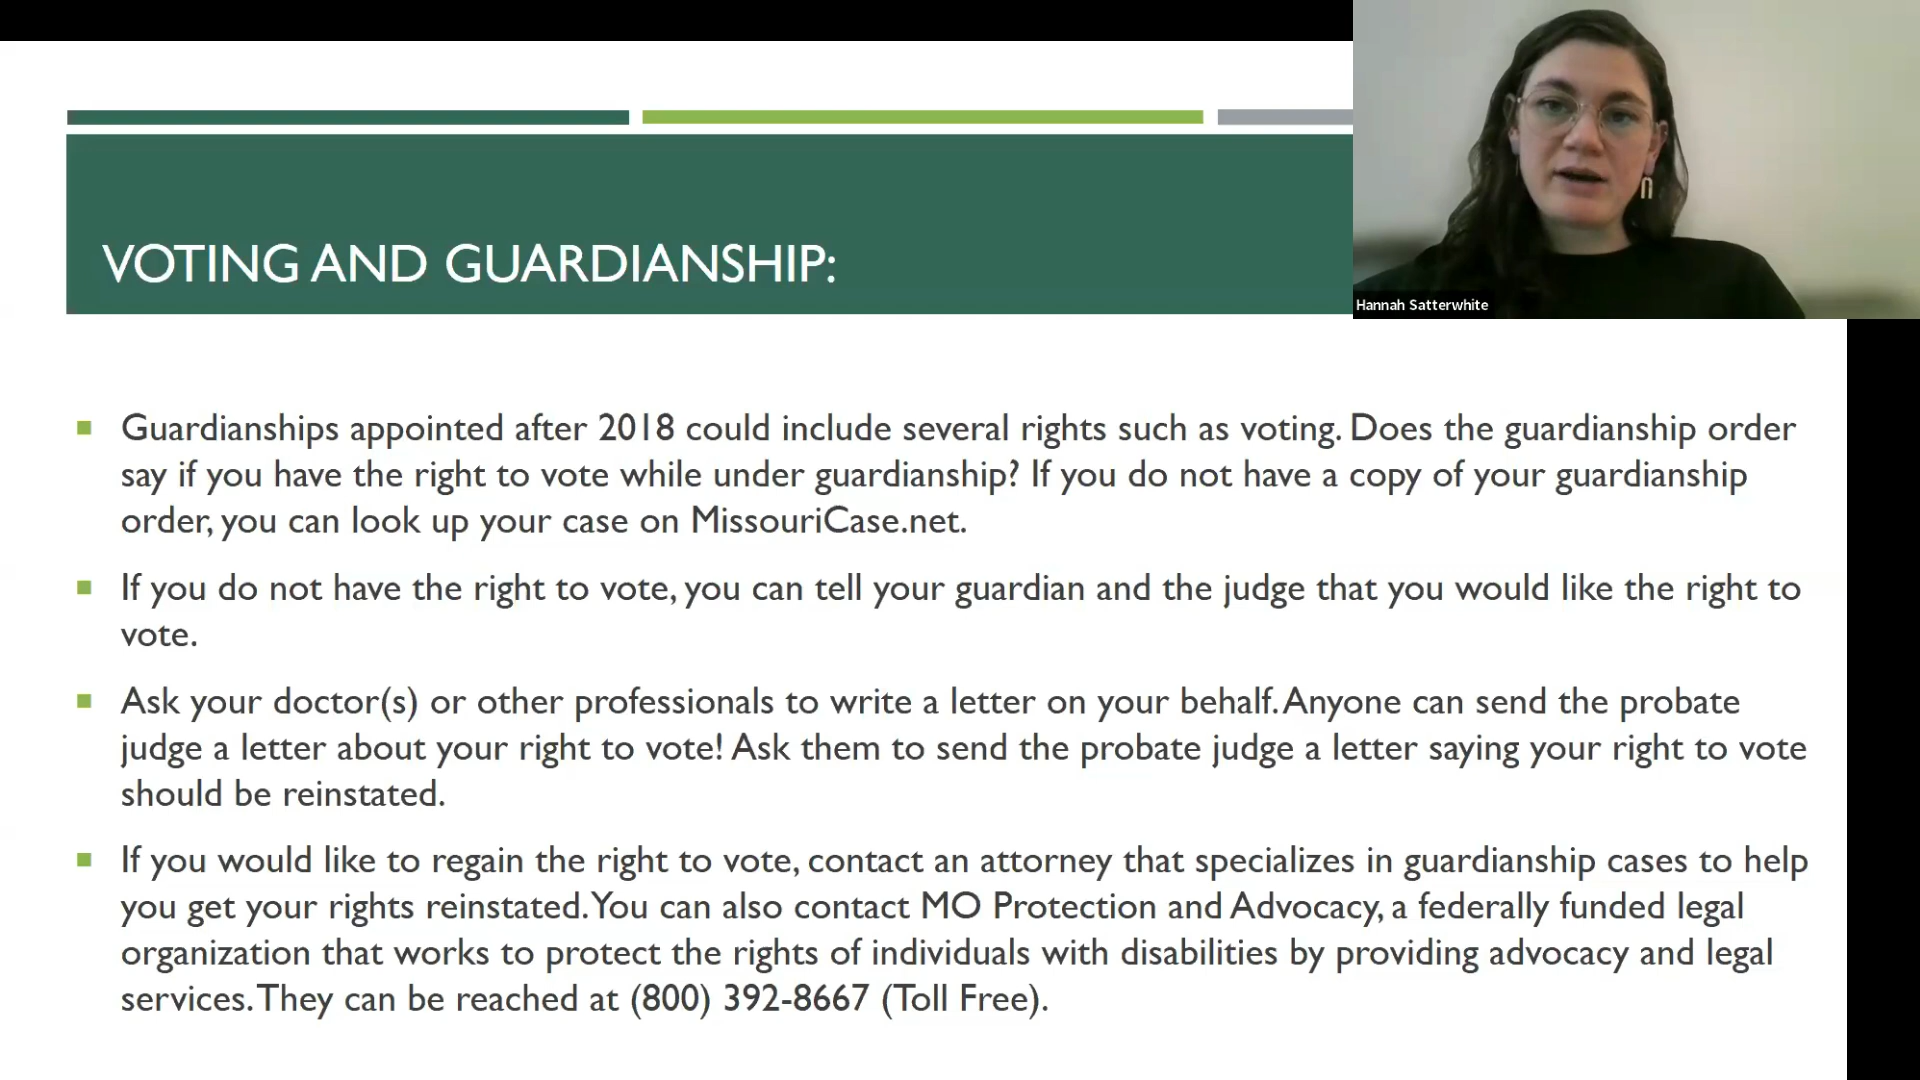 Hannah Satterwhite
VOTING AND GUARDIANSHIP:
Guardianships appointed after 2018 could include several rights such as voting. Does the guardianship order
say if you have the right to vote while under guardianship? If you do not have a copy of your guardianship
order, you can look up your case on MissouriCase.net.
If you do not have the right to vote, you can tell your guardian and the judge that you would like the right to
vote.
Ask your doctor(s) or other professionals to write a letter on your behalf. Anyone can send the probate
judge a letter about your right to vote! Ask them to send the probate judge a letter saying your right to vote
should be reinstated.
If you would like to regain the right to vote, contact an attorney that specializes in guardianship cases to help
you get your rights reinstated. You can also contact MO Protection and Advocacy, a federally funded legal
organization that works to protect the rights of individuals with disabilities by providing advocacy and legal
services. They can be reached at (800) 392-8667 (Toll Free).